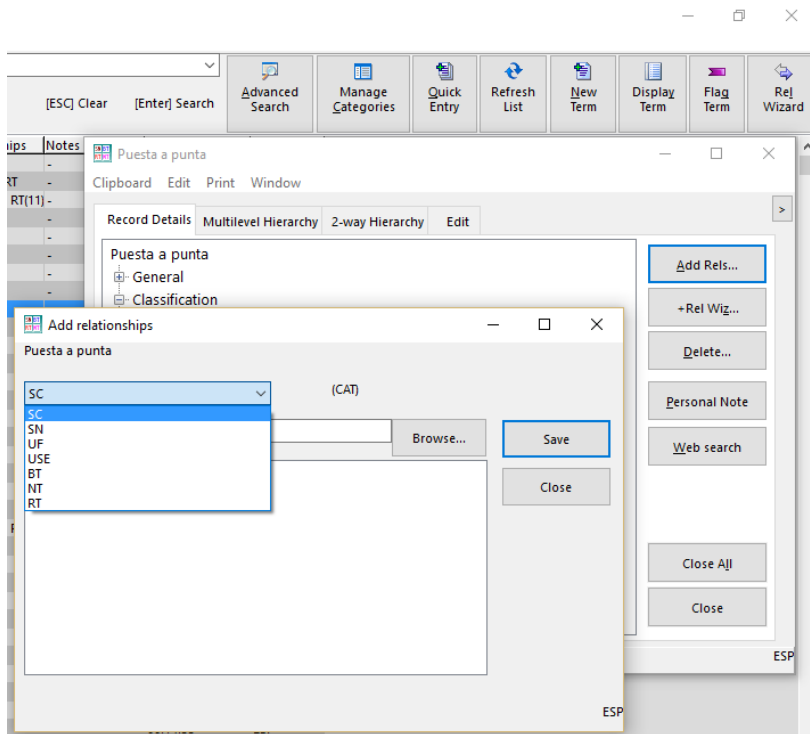 [ESC] Clear [Enter] Search
Advanced Search
Manage Categories
Quick Entry
Refresh List
New Term
Display Term
Flag Term
Rel Wizard
Notes
-
RT -
RT(11) -
-
-
-
-
-
Puesta a punta
Clipboard Edit Print Window
Record Details Multilevel Hierarchy 2-way Hierarchy Edit
>
Puesta a punta
General
Classification
Add Rels...
+Rel Wiz...
Delete...
Personal Note
Web search
Close All
Close
ESP
Add relationships
Puesta a punta
SC
(CAT)
SC
SN
UF
USE
BT
NT
RT
Browse...
Save
Close
ESP